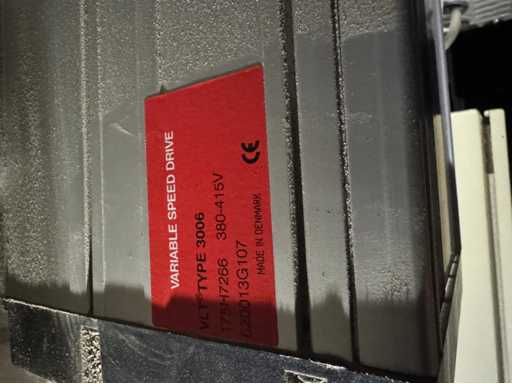 VARIABLE SPEED DRIVE
VLT® TYPE 3006
175H7266 380-415V
020013G107
MADE IN DENMARK
CE